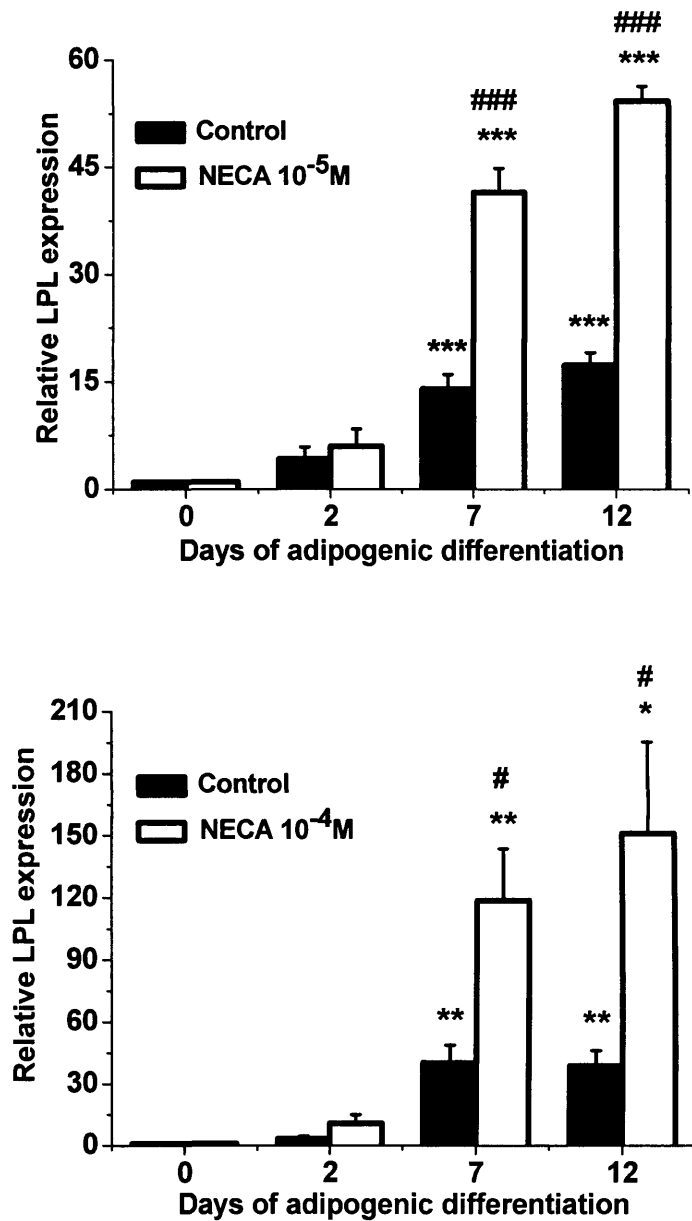 ###
***
60
###
***
Control
NECA 10⁻⁵M
45
30
***
***
15
0
0 2 7 12
Relative LPL expression
Days of adipogenic differentiation
#
*
210
#
**
180
Control
NECA 10⁻⁴M
150
120
90
60
**
**
30
0
0 2 7 12
Relative LPL expression
Days of adipogenic differentiation